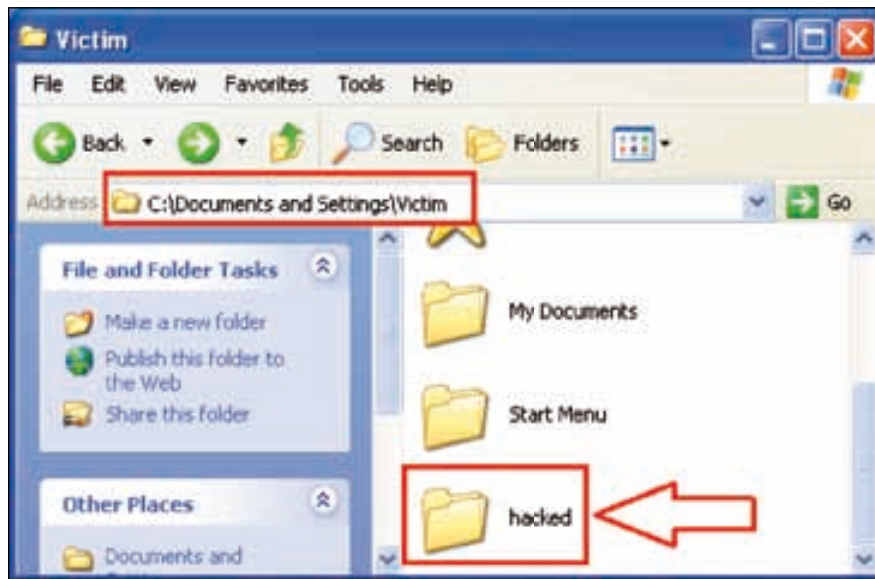 Victim
File Edit View Favorites Tools Help
Back Search Folders
Address C:\Documents and Settings\Victim Go
File and Folder Tasks
Make a new folder
Publish this folder to
the Web
Share this folder
Other Places
Documents and
My Documents
Start Menu
hacked